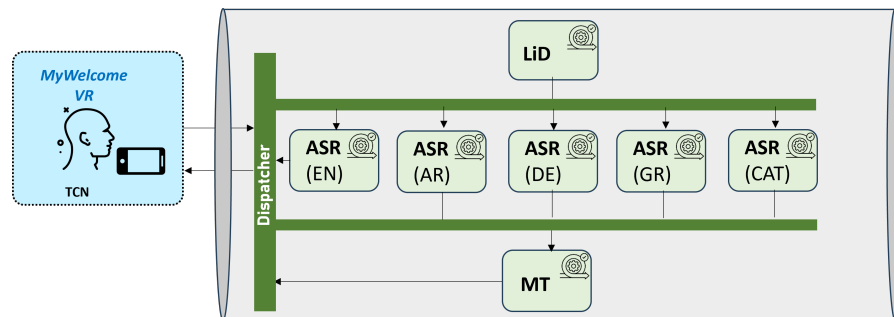 MyWelcome
VR
TCN
Dispatcher
LiD
ASR
(EN)
ASR
(AR)
ASR
(DE)
ASR
(GR)
ASR
(CAT)
MT